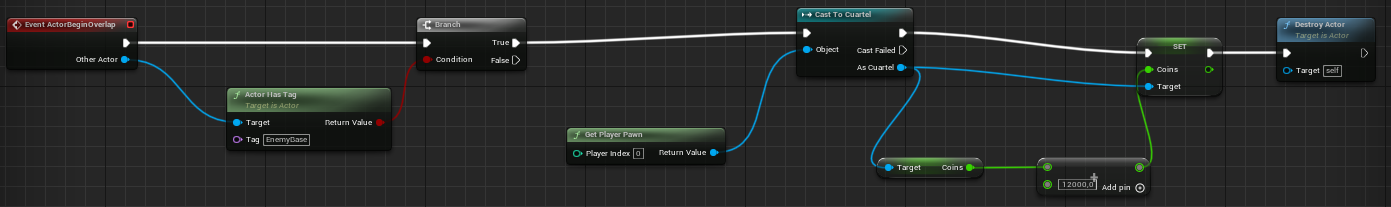 Event ActorBeginOverlap
Other Actor
Actor Has Tag
Target is Actor
Target
Return Value
Tag EnemyBase
Branch
True
Condition
False
Get Player Pawn
Player Index 0
Return Value
Cast To Cuartel
Object
Cast Failed
As Cuartel
Target
Coins
12000,0
Add pin
SET
Coins
Target
Destroy Actor
Target is Actor
Target self